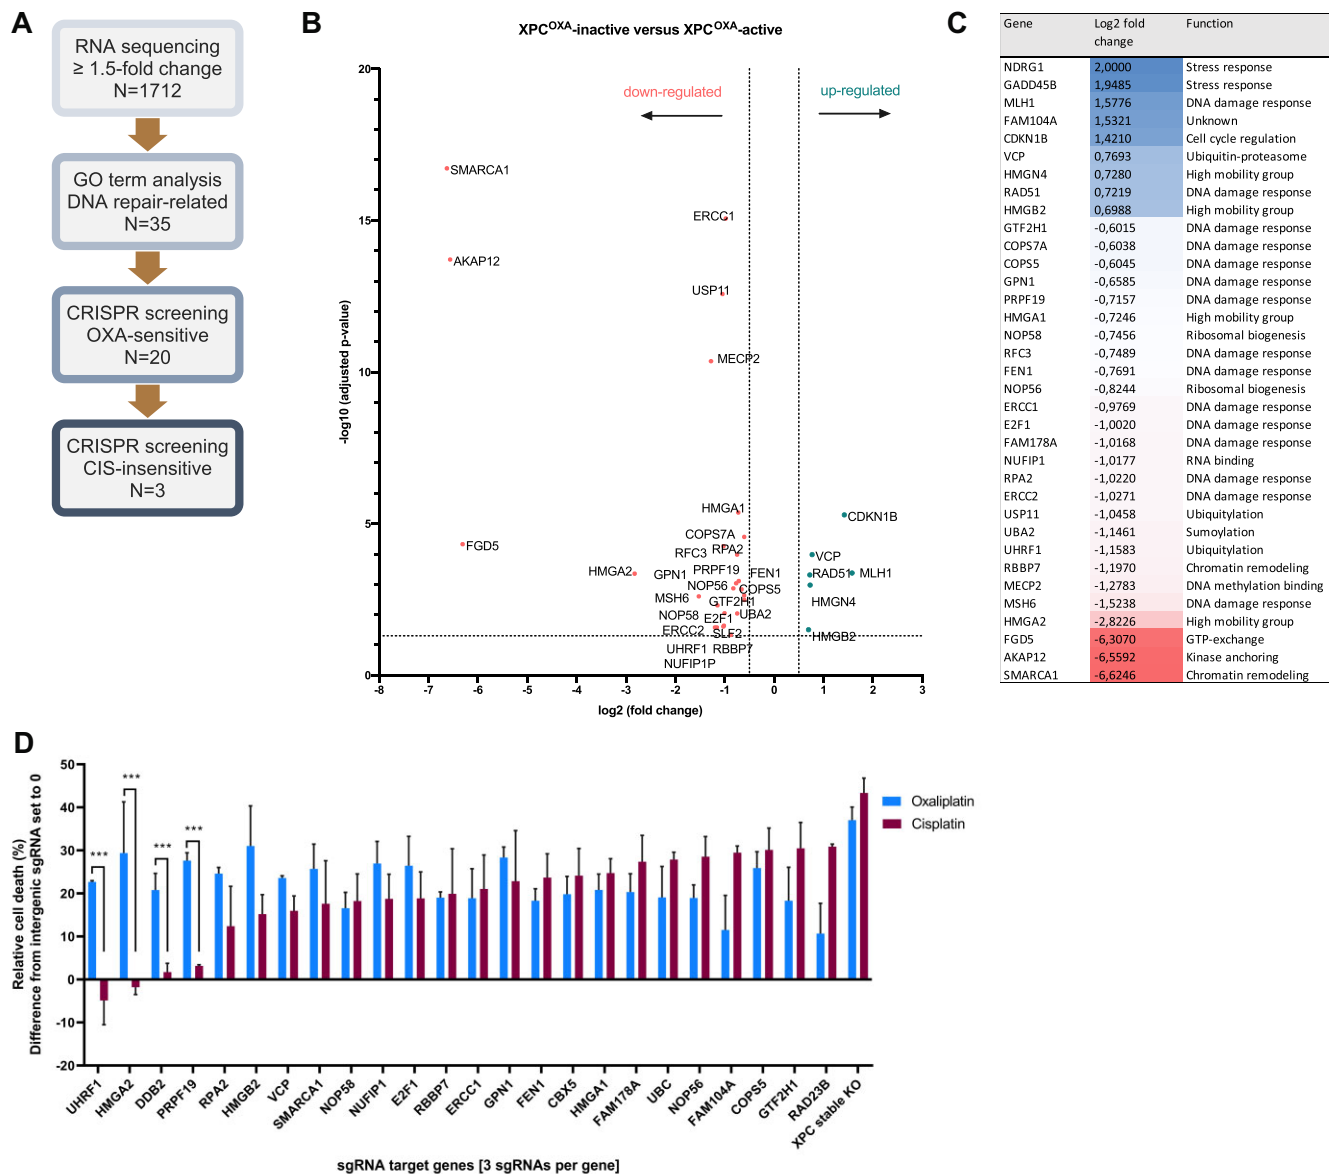 A
RNA sequencing
≥ 1.5-fold change
N=1712
GO term analysis
DNA repair-related
N=35
CRISPR screening
OXA-sensitive
N=20
CRISPR screening
CIS-insensitive
N=3
B
XPCOXA-inactive versus XPCOXA-active
down-regulated
up-regulated
-log10 (adjusted p-value)
20
15
10
5
0
-8 -7 -6 -5 -4 -3 -2 -1 0 1 2 3
log2 (fold change)
SMARCA1
ERCC1
AKAP12
USP11
MECP2
HMGA1
CDKN1B
COPS7A
FGD5
RFC3
RPA2
VCP
HMGA2
GPN1
PRPF19
FEN1
RAD51
MLH1
NOP56
COPS5
MSH6
GTF2H1
HMGN4
NOP58
E2F1
UBA2
ERCC2
SLF2
HMGB2
UHRF1
RBBP7
NUFIP1P
C
Gene Log2 fold change Function
NDRG1 2,0000 Stress response
GADD45B 1,9485 Stress response
MLH1 1,5776 DNA damage response
FAM104A 1,5321 Unknown
CDKN1B 1,4210 Cell cycle regulation
VCP 0,7693 Ubiquitin-proteasome
HMGN4 0,7280 High mobility group
RAD51 0,7219 DNA damage response
HMGB2 0,6988 High mobility group
GTF2H1 -0,6015 DNA damage response
COPS7A -0,6038 DNA damage response
COPS5 -0,6045 DNA damage response
GPN1 -0,6585 DNA damage response
PRPF19 -0,7157 DNA damage response
HMGA1 -0,7246 High mobility group
NOP58 -0,7456 Ribosomal biogenesis
RFC3 -0,7489 DNA damage response
FEN1 -0,7691 DNA damage response
NOP56 -0,8244 Ribosomal biogenesis
ERCC1 -0,9769 DNA damage response
E2F1 -1,0020 DNA damage response
FAM178A -1,0168 DNA damage response
NUFIP1 -1,0177 RNA binding
RPA2 -1,0220 DNA damage response
ERCC2 -1,0271 DNA damage response
USP11 -1,0458 Ubiquitylation
UBA2 -1,1461 Sumoylation
UHRF1 -1,1583 Ubiquitylation
RBBP7 -1,1970 Chromatin remodeling
MECP2 -1,2783 DNA methylation binding
MSH6 -1,5238 DNA damage response
HMGA2 -2,8226 High mobility group
FGD5 -6,3070 GTP-exchange
AKAP12 -6,5592 Kinase anchoring
SMARCA1 -6,6246 Chromatin remodeling
D
Relative cell death (%)
Difference from intergenic sgRNA set to 0
50
40
30
20
10
0
-10
-20
*** *** *** ***
Oxaliplatin
Cisplatin
UHRF1 HMGA2 DDB2 PRPF19 RPA2 HMGB2 VCP SMARCA1 NOP58 NUFIP1 E2F1 RBBP7 ERCC1 GPN1 FEN1 CBX5 HMGA1 FAM178A UBC NOP56 FAM104A COPS5 GTF2H1 RAD23B XPC stable KO
sgRNA target genes [3 sgRNAs per gene]